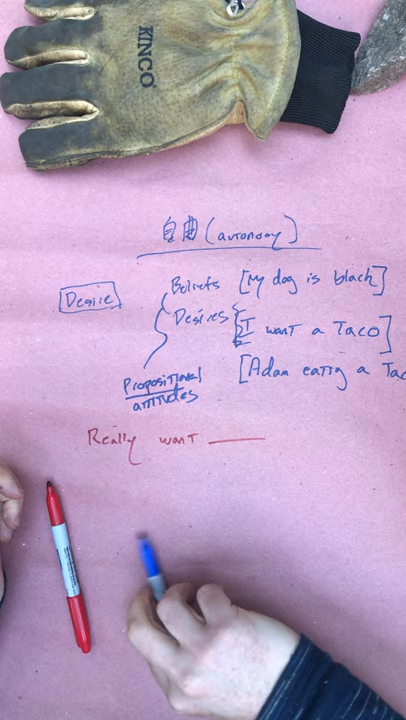 KINCO
自由 (autonomy)
Desire
Beliefs [My dog is black]
Desires [I want a Taco]
[Adam eating a Tac
Propositional
attitudes
Really want ___